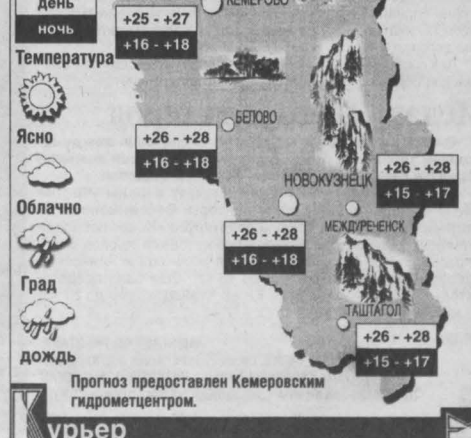 день
КЕМЕРОВО
ночь
+25 - +27
+16 - +18
Температура
БЕЛОВО
Ясно
+26 - +28
+16 - +18
+26 - +28
+15 - +17
НОВОКУЗНЕЦК
Облачно
МЕЖДУРЕЧЕНСК
+26 - +28
+16 - +18
Град
ТАШТАГОЛ
+26 - +28
+15 - +17
дождь
Прогноз предоставлен Кемеровским
гидрометцентром.
Курьер